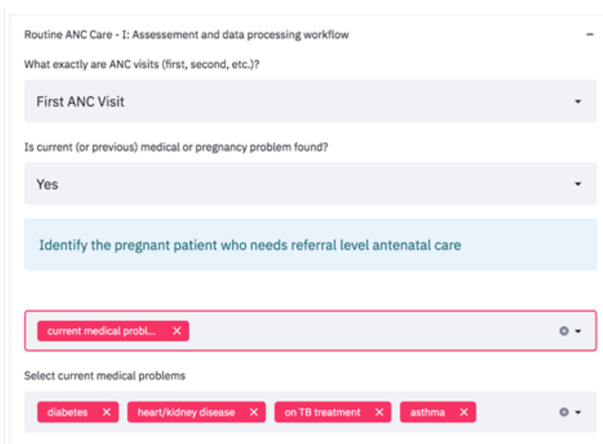 Routine ANC Care - I: Assessement and data processing workflow
What exactly are ANC visits (first, second, etc.)?
First ANC Visit
Is current (or previous) medical or pregnancy problem found?
Yes
Identify the pregnant patient who needs referral level antenatal care
current medical probl...
Select current medical problems
diabetes heart/kidney disease on TB treatment asthma